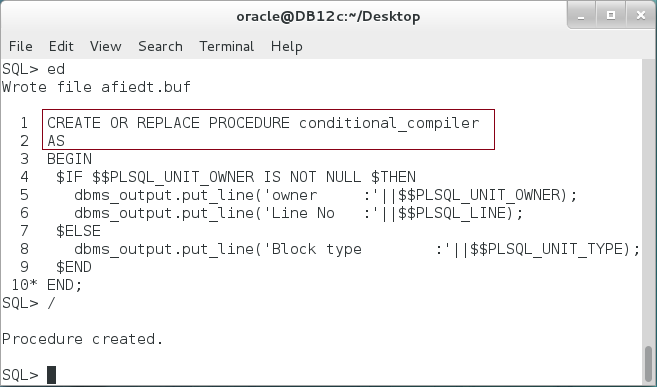 oracle@DB12c:~/Desktop
File Edit View Search Terminal Help
SQL> ed
Wrote file afiedt.buf
  1  CREATE OR REPLACE PROCEDURE conditional_compiler
  2  AS
  3  BEGIN
  4   $IF $$PLSQL_UNIT_OWNER IS NOT NULL $THEN
  5     dbms_output.put_line('owner     :'||$$PLSQL_UNIT_OWNER);
  6     dbms_output.put_line('Line No   :'||$$PLSQL_LINE);
  7   $ELSE
  8     dbms_output.put_line('Block type        :'||$$PLSQL_UNIT_TYPE);
  9   $END
 10* END;
SQL> /
Procedure created.
SQL>